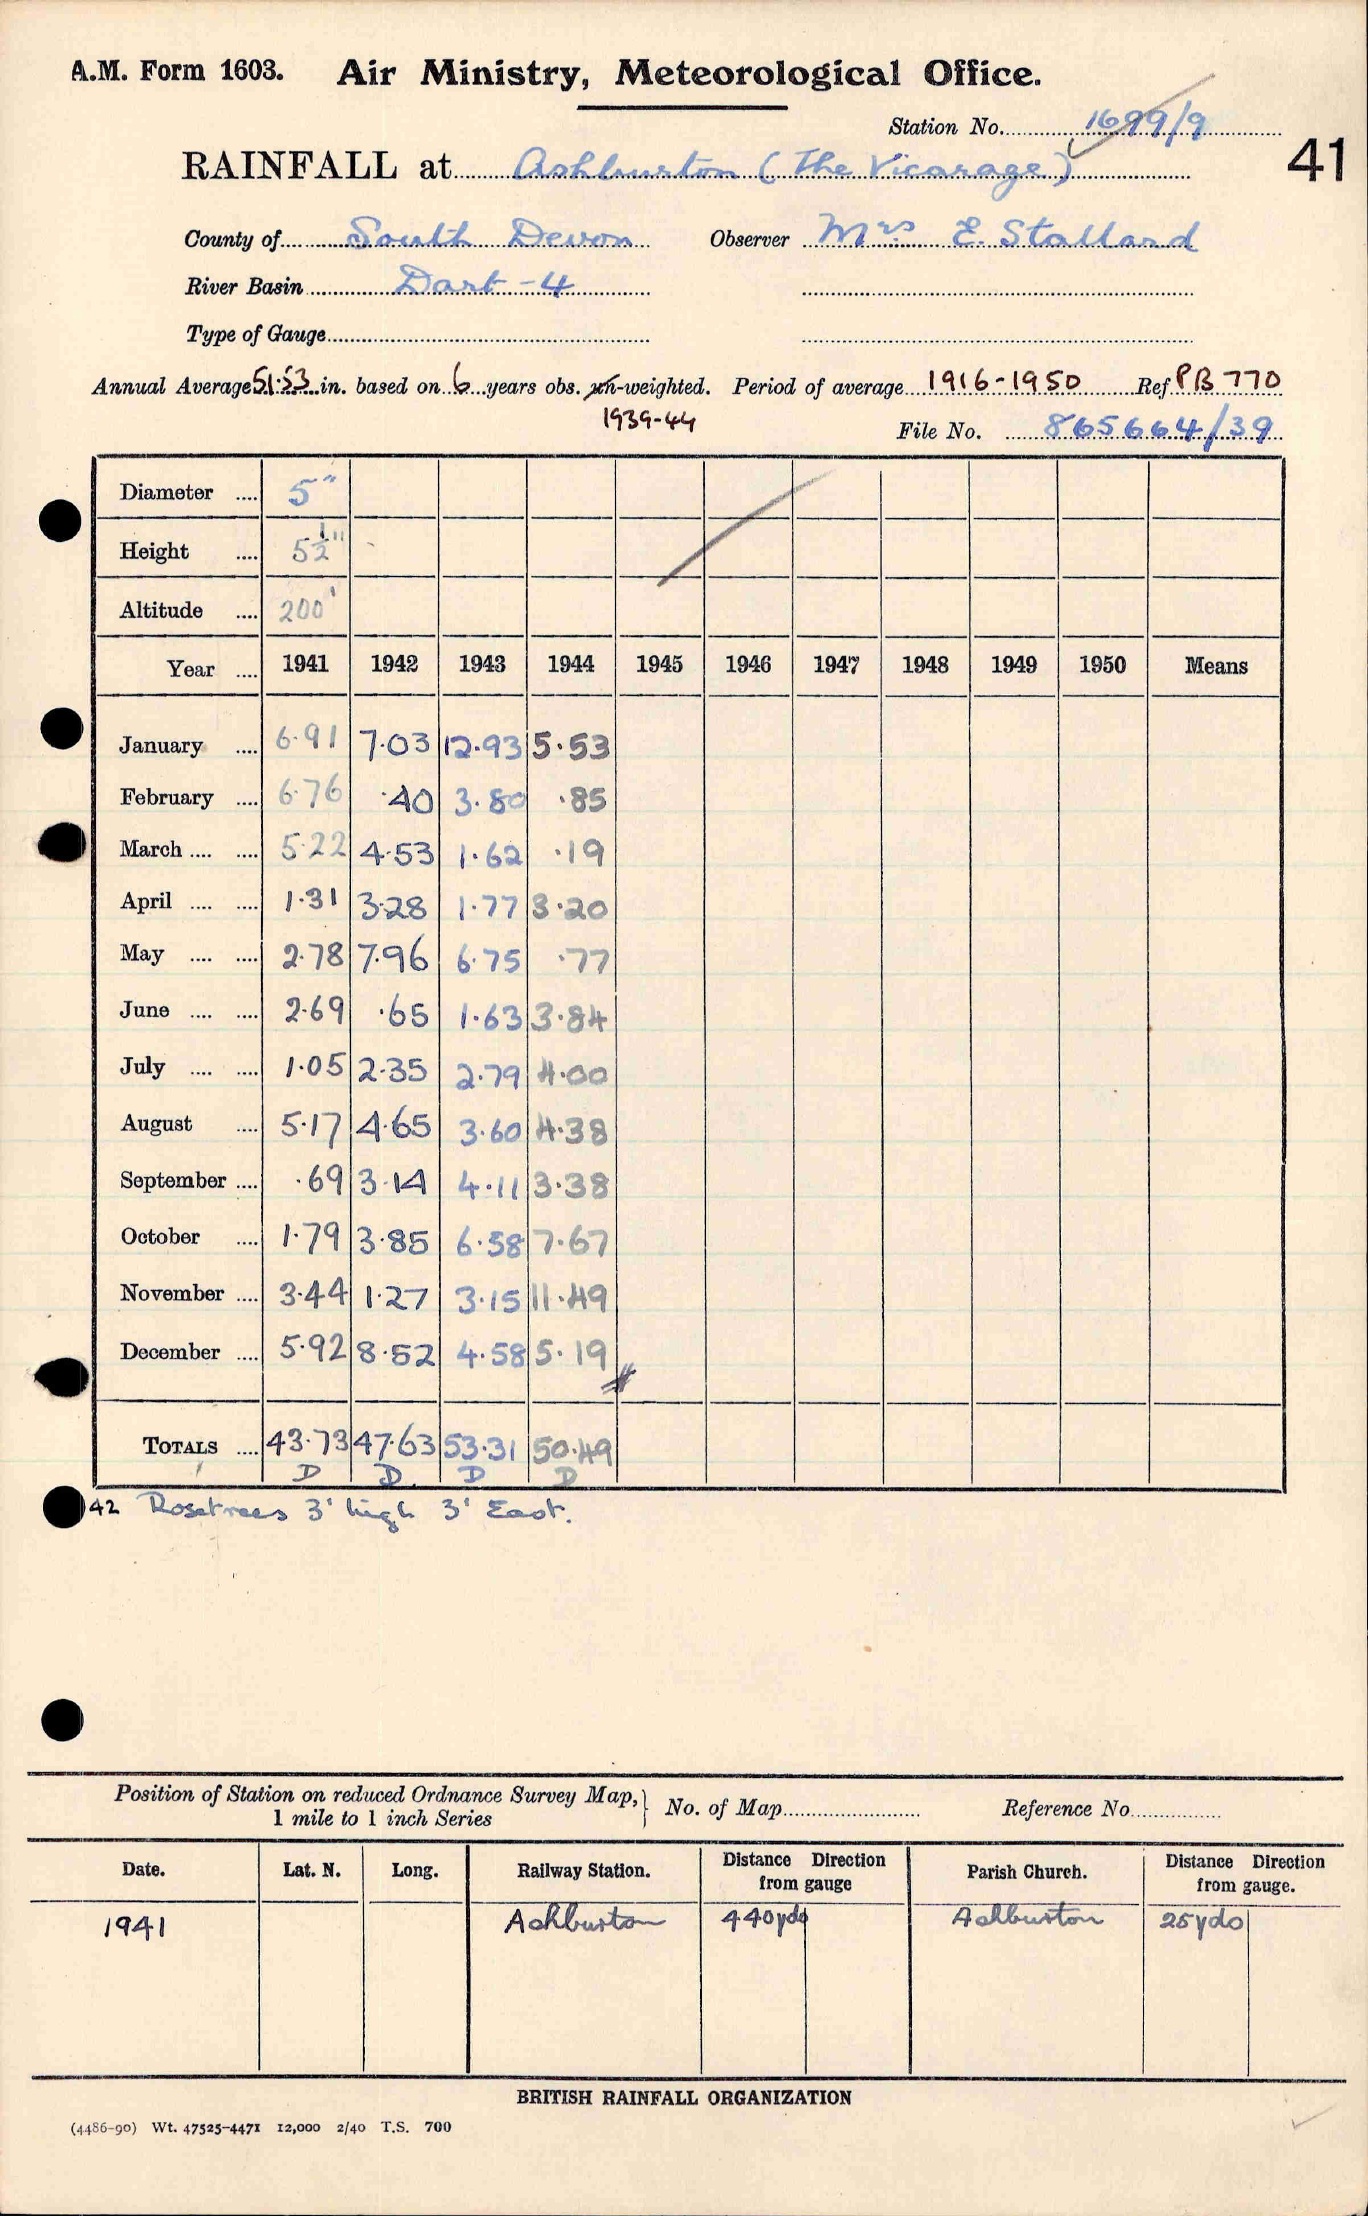 A.M. Form 1603. Air Ministry, Meteorological Office.
Station No. 1699/9
41
RAINFALL at Ashburton (The Vicarage)
County of South Devon Observer Mrs E. Stallard
River Basin Dart - 4
Type of Gauge
Annual Average 51.53 in. based on 6 years obs. un-weighted. Period of average 1916-1950 Ref PB 770
1939-44
File No. 865664/39
Diameter .... 5"
Height .... 5½"
Altitude .... 200'
Year .... 1941 1942 1943 1944 1945 1946 1947 1948 1949 1950 Means
January .... 6.91 7.03 12.93 5.53
February .... 6.76 .40 3.80 .85
March .... .... 5.22 4.53 1.62 .19
April .... .... 1.31 3.28 1.77 3.20
May .... .... 2.78 7.96 6.75 .77
June .... .... 2.69 .65 1.63 3.84
July .... .... 1.05 2.35 2.79 4.00
August .... 5.17 4.65 3.60 4.38
September .... .69 3.14 4.11 3.38
October .... 1.79 3.85 6.58 7.67
November .... 3.44 1.27 3.15 11.49
December .... 5.92 8.52 4.58 5.19
TOTALS .... 43.73 47.63 53.31 50.49
D D D D
42 Rosetrees 3' high 3' East.
Position of Station on reduced Ordnance Survey Map, 1 mile to 1 inch Series } No. of Map Reference No
Date. Lat. N. Long. Railway Station. Distance Direction from gauge Parish Church. Distance Direction from gauge.
1941 Ashburton 440yds Ashburton 25yds
BRITISH RAINFALL ORGANIZATION
(4486-90) Wt. 47525-4471 12,000 2/40 T.S. 700